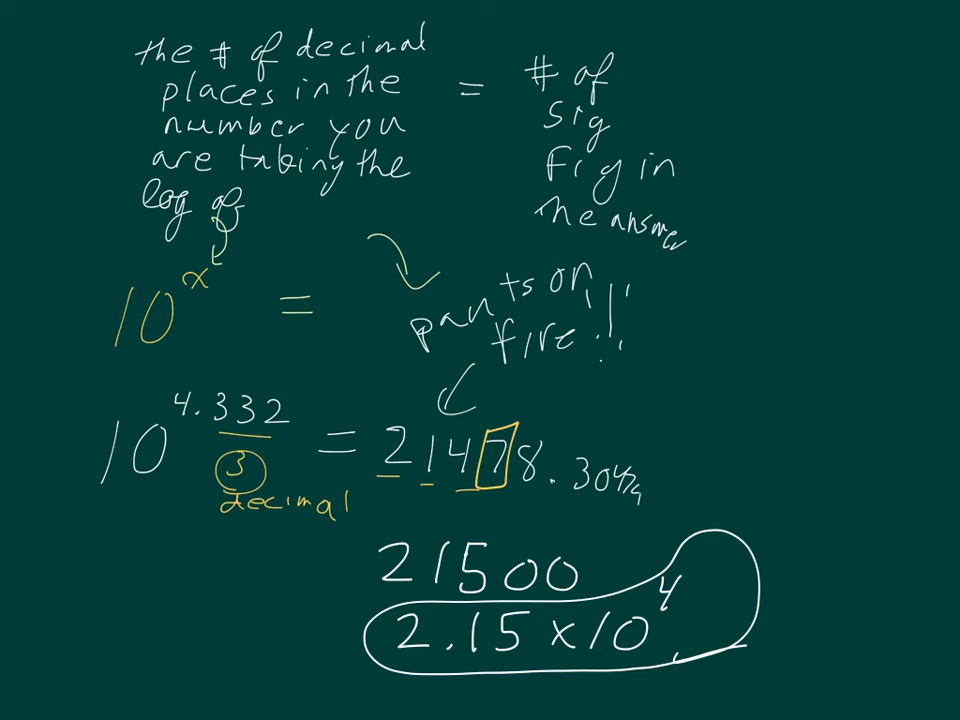 the # of decimal
places in the
number you
are taking the
log of
=
# of
Sig
Fig in
the answer
10^x =
pants on
fire!!
10^4.332 = 21478.30474
3
decimal
21500
2.15 x 10^4